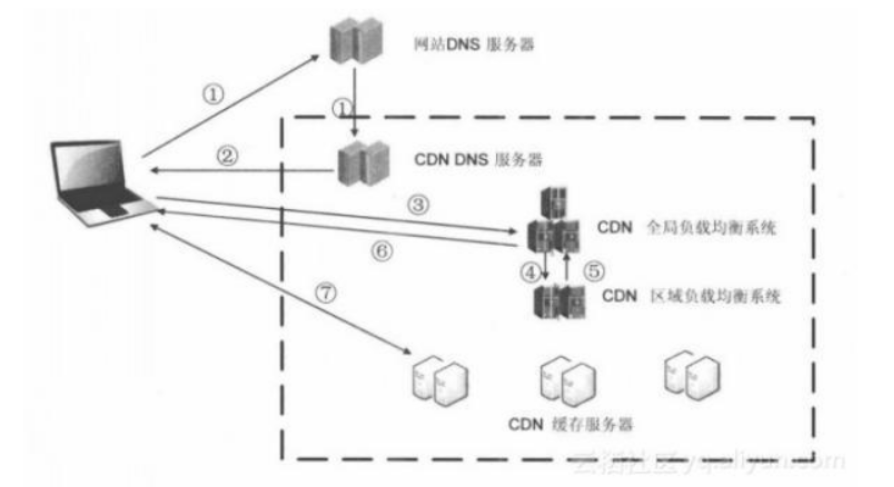 网站DNS 服务器
①
①
②
CDN DNS 服务器
③
CDN 全局负载均衡系统
⑥
④
⑤
CDN 区域负载均衡系统
⑦
CDN 缓存服务器
云栖社区 yq.aliyun.com